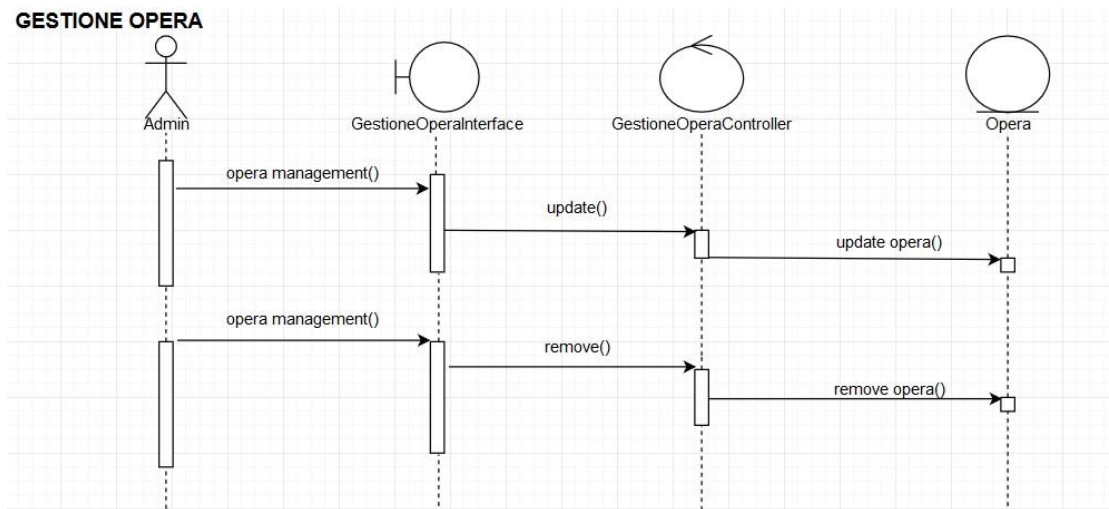 GESTIONE OPERA
Admin
GestioneOperaInterface
GestioneOperaController
Opera
opera management()
update()
update opera()
opera management()
remove()
remove opera()